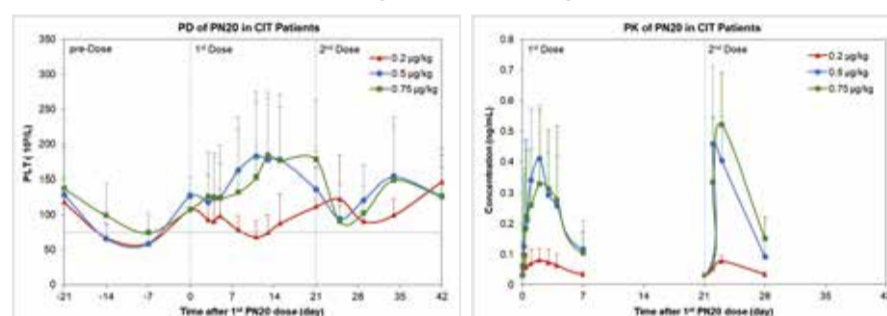 PD of PN20 in CIT Patients
350
300
250
200
150
100
50
0
PLT (10⁹/L)
pre-Dose
1st Dose
2nd Dose
0.2 µg/kg
0.5 µg/kg
0.75 µg/kg
-21 -14 -7 0 7 14 21 28 35 42
Time after 1st PN20 dose (day)
PK of PN20 in CIT Patients
0.8
0.7
0.6
0.5
0.4
0.3
0.2
0.1
0
Concentration (ng/mL)
1st Dose
2nd Dose
0.2 µg/kg
0.5 µg/kg
0.75 µg/kg
0 7 14 21 28 35
Time after 1st PN20 dose (day)